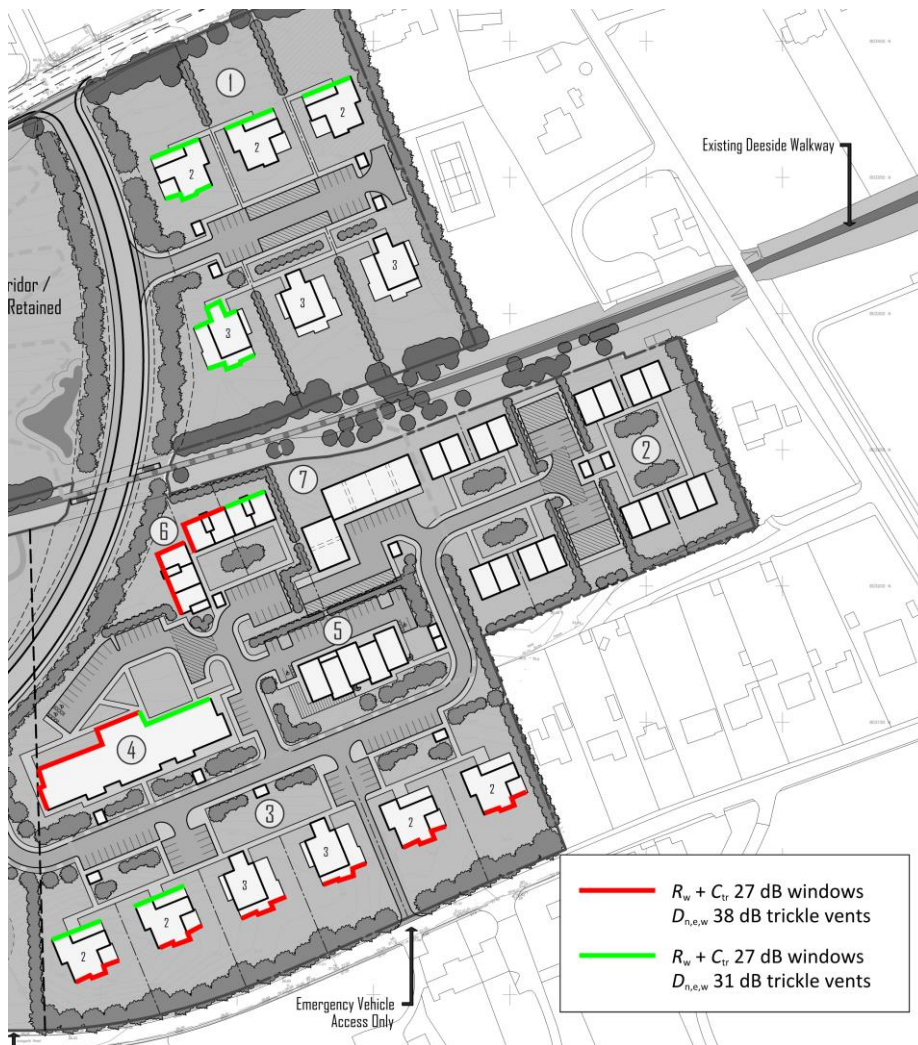 1
2
2
2
Existing Deeside Walkway
ridor /
Retained
3
3
3
2
7
6
5
4
3
2
2
3
3
2
2
Rw + Ctr 27 dB windows
Dn,e,w 38 dB trickle vents
Rw + Ctr 27 dB windows
Dn,e,w 31 dB trickle vents
Emergency Vehicle
Access Only